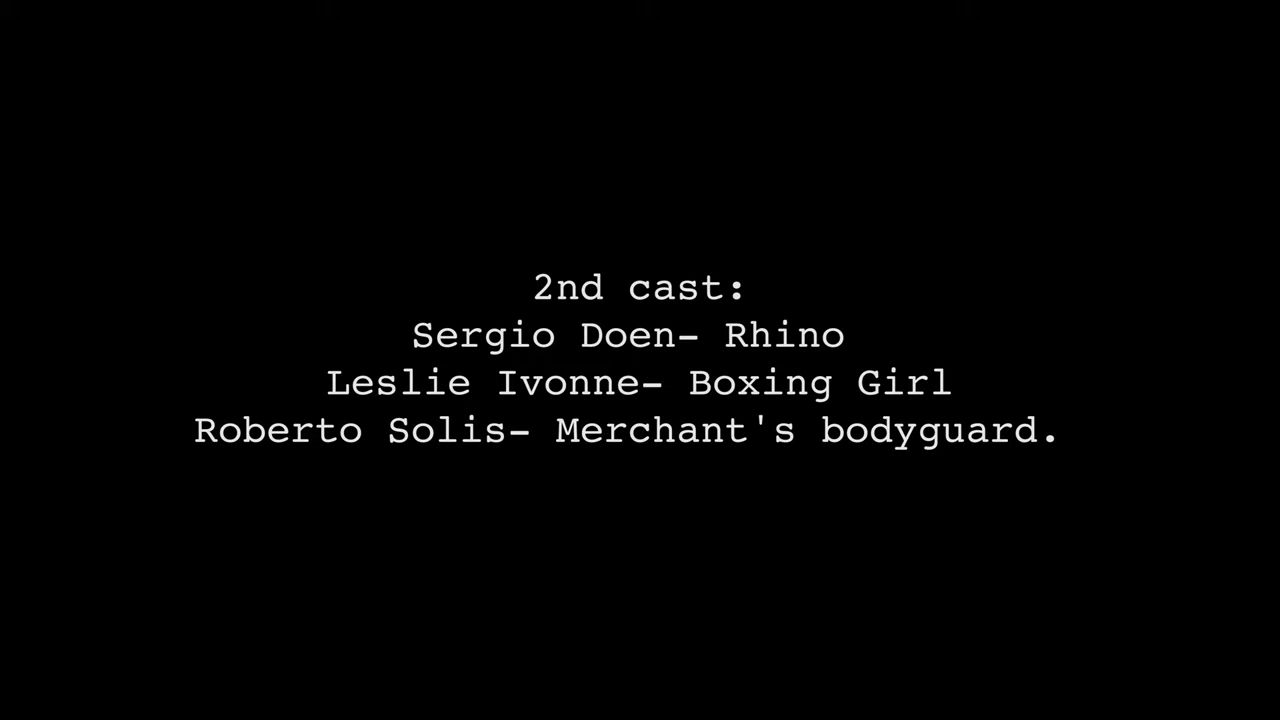 2nd cast:
Sergio Doen- Rhino
Leslie Ivonne- Boxing Girl
Roberto Solis- Merchant's bodyguard.